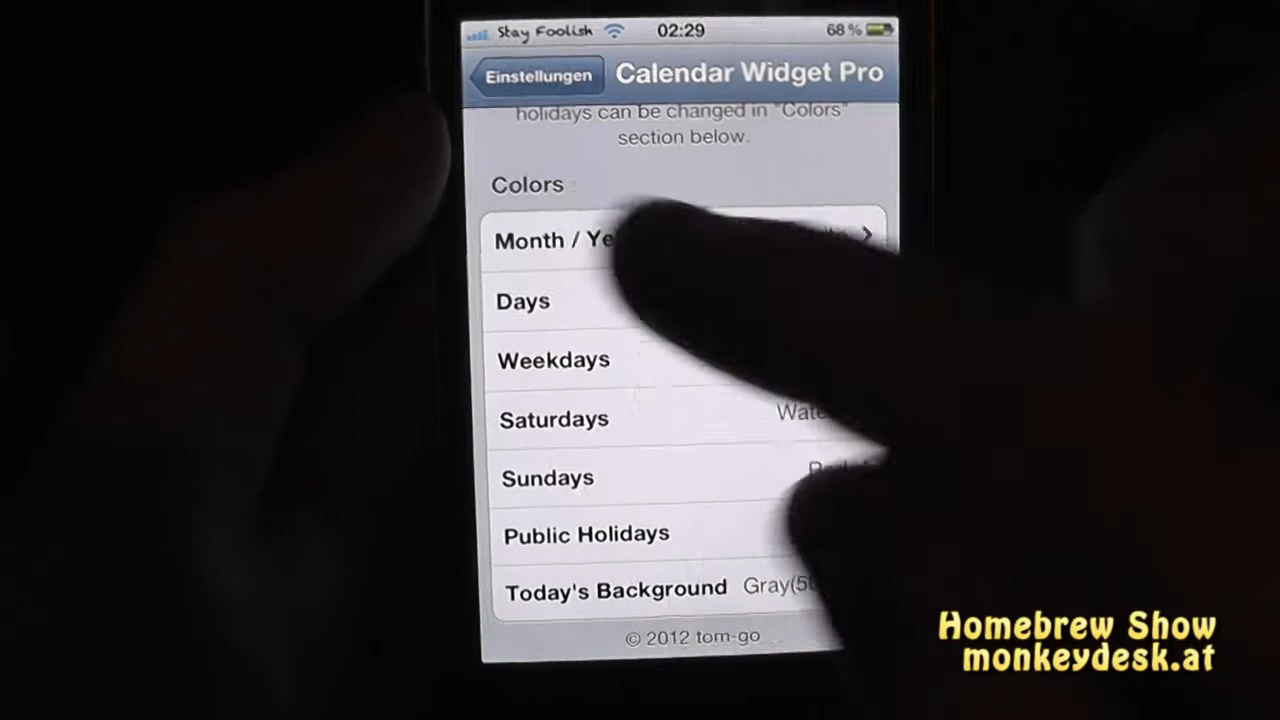 Stay Foolish 02:29 68 %
Einstellungen Calendar Widget Pro
holidays can be changed in "Colors"
section below.
Colors
Month /
Days
Weekdays
Saturdays
Sundays
Public Holidays
Today's Background
© 2012 tom-go
Homebrew Show
monkeydesk.at